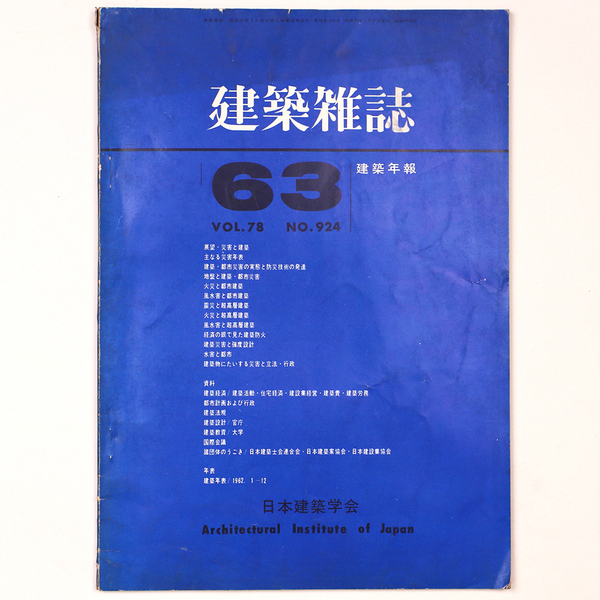 建築雑誌
63
建築年報
VOL.78 NO.924
展望・災害と建築
主なる災害年表
建築・都市災害の実態と防災技術の発達
地盤と建築・都市災害
火災と都市建築
風水害と都市建築
震災と超高層建築
火災と超高層建築
風水害と超高層建築
経済の眼で見た建築防火
建築災害と強度設計
水害と都市
建築物にたいする災害と立法・行政
資料
建築経済/建築活動・住宅経済・建設業経営・建築費・建築労務
都市計画および行政
建築法規
建築設計/官庁
建築教育/大学
国際会議
諸団体のうごき/日本建築士会連合会・日本建築家協会・日本建設業協会
年表
建築年表/1962. 1-12
日本建築学会
Architectural Institute of Japan